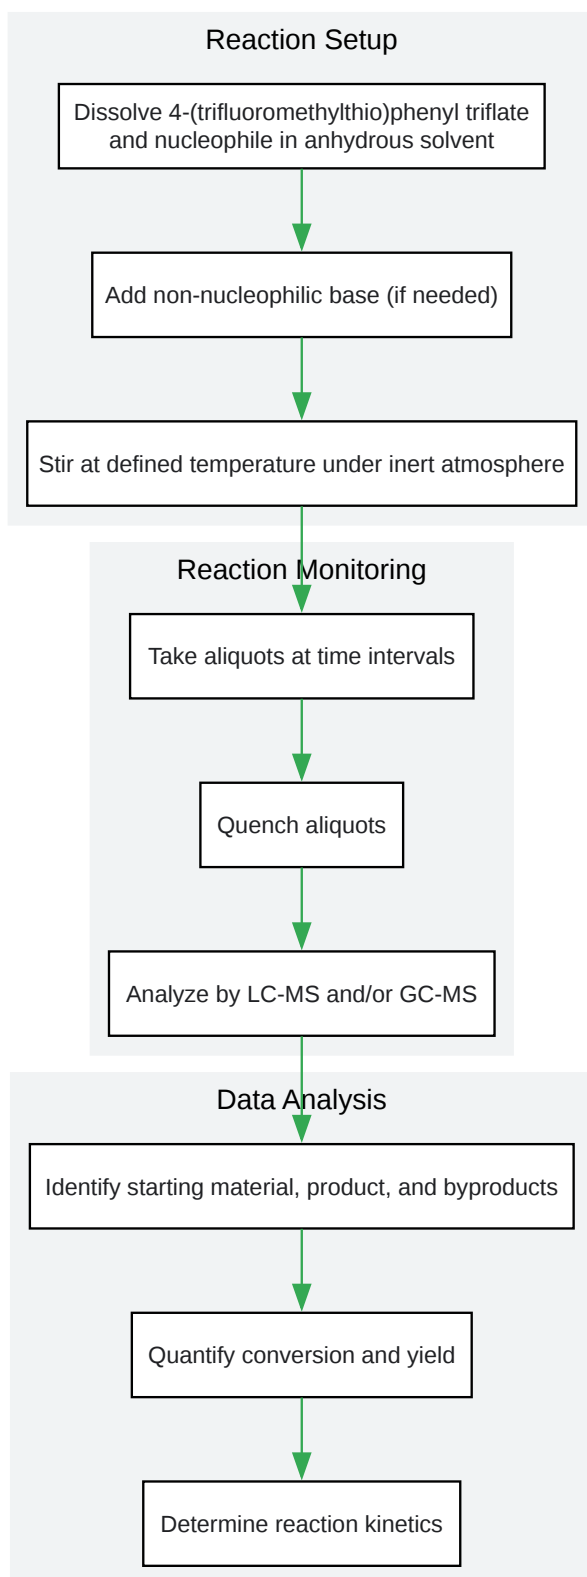 Reaction Setup
Dissolve 4-(trifluoromethylthio)phenyl triflate
and nucleophile in anhydrous solvent
Add non-nucleophilic base (if needed)
Stir at defined temperature under inert atmosphere
Reaction Monitoring
Take aliquots at time intervals
Quench aliquots
Analyze by LC-MS and/or GC-MS
Data Analysis
Identify starting material, product, and byproducts
Quantify conversion and yield
Determine reaction kinetics